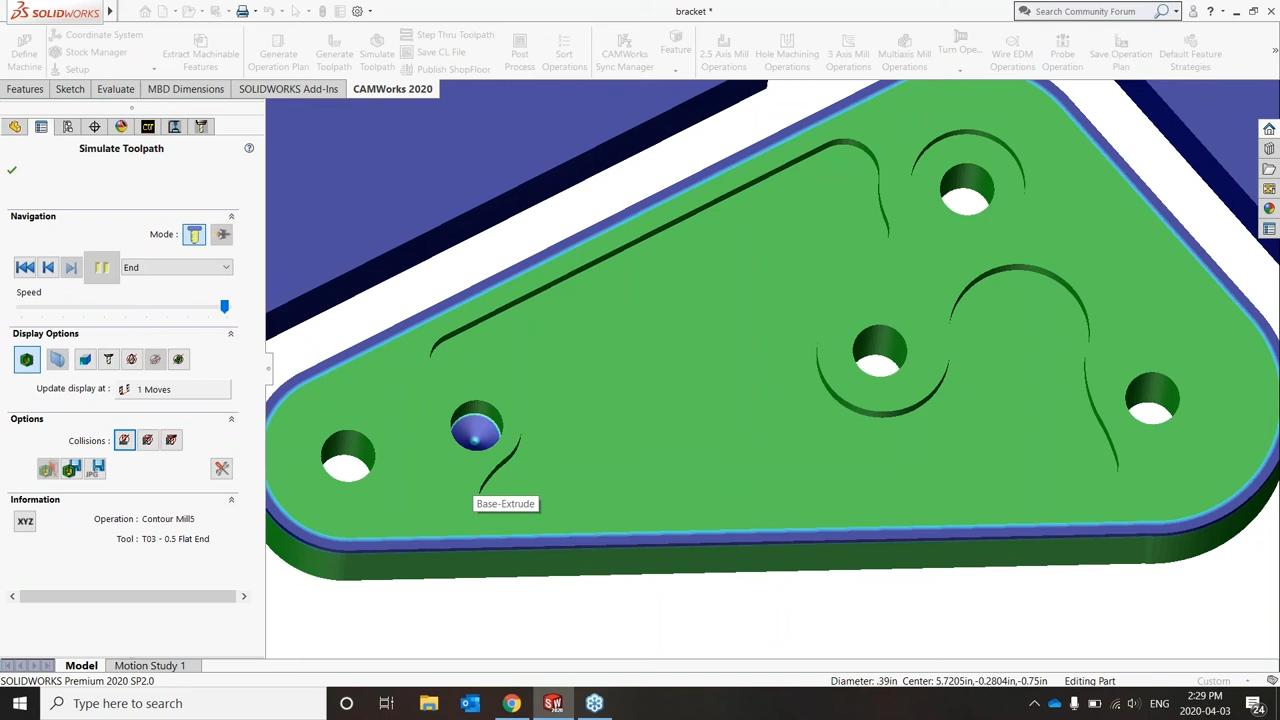 SOLIDWORKS
bracket *
Search Community Forum
Define Machine
Coordinate System
Stock Manager
Setup
Extract Machinable Features
Generate Operation Plan
Generate Toolpath
Simulate Toolpath
Step Thru Toolpath
Save CL File
Publish ShopFloor
Post Process
Sort Operations
CAMWorks Sync Manager
Feature
2.5 Axis Mill Operations
Hole Machining Operations
3 Axis Mill Operations
Multiaxis Mill Operations
Turn Ope...
Wire EDM Operations
Probe Operation
Save Operation Plan
Default Feature Strategies
Features
Sketch
Evaluate
MBD Dimensions
SOLIDWORKS Add-Ins
CAMWorks 2020
Simulate Toolpath
Navigation
Mode :
End
Speed
Display Options
Update display at :
1 Moves
Options
Collisions :
JPG
Information
XYZ
Operation : Contour Mill5
Tool : T03 - 0.5 Flat End
Base-Extrude
Model
Motion Study 1
SOLIDWORKS Premium 2020 SP2.0
Diameter: .39in Center: 5.7205in,-0.2804in,-0.75in
Editing Part
Custom
Type here to search
ENG
2:29 PM
2020-04-03
24